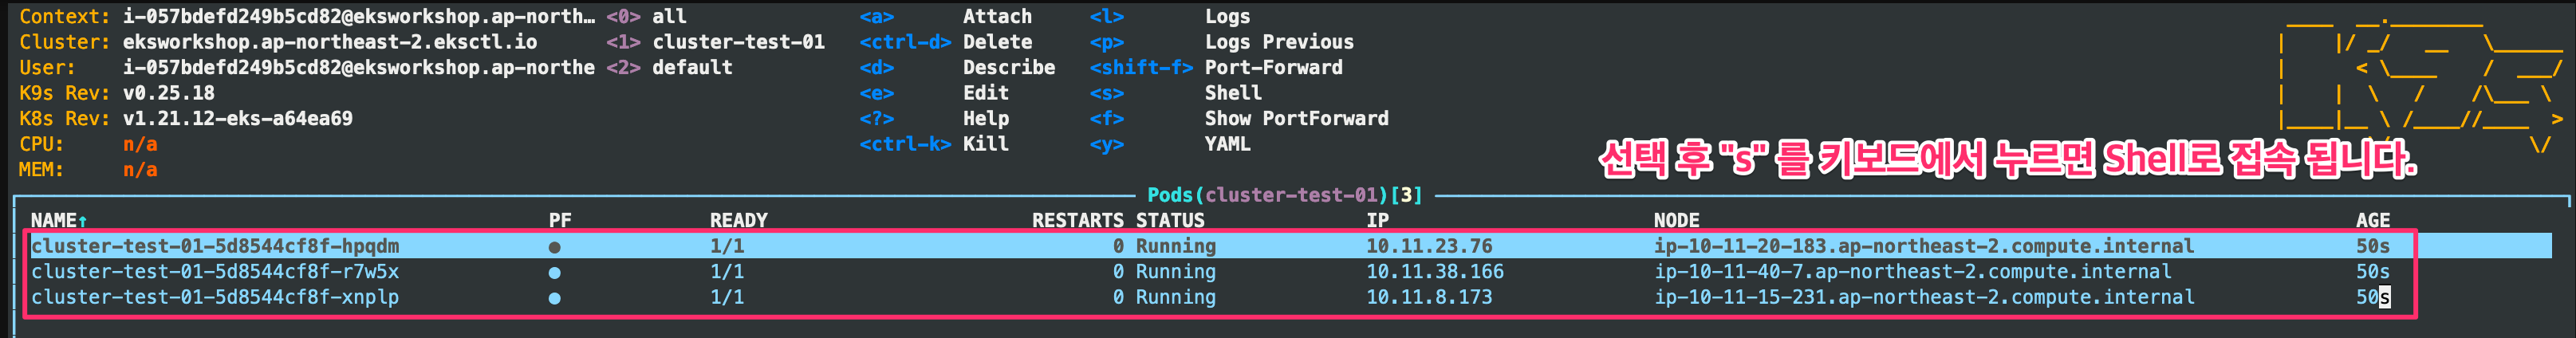 Context: i-057bdefd249b5cd82@eksworkshop.ap-north… <0> all <a> Attach <l> Logs
Cluster: eksworkshop.ap-northeast-2.eksctl.io <1> cluster-test-01 <ctrl-d> Delete <p> Logs Previous
User: i-057bdefd249b5cd82@eksworkshop.ap-northe <2> default <d> Describe <shift-f> Port-Forward
K9s Rev: v0.25.18 <e> Edit <s> Shell
K8s Rev: v1.21.12-eks-a64ea69 <?> Help <f> Show PortForward
CPU: n/a <ctrl-k> Kill <y> YAML
MEM: n/a
선택 후 "s" 를 키보드에서 누르면 Shell로 접속 됩니다.
Pods(cluster-test-01)[3]
NAME↑ PF READY RESTARTS STATUS IP NODE AGE
cluster-test-01-5d8544cf8f-hpqdm ● 1/1 0 Running 10.11.23.76 ip-10-11-20-183.ap-northeast-2.compute.internal 50s
cluster-test-01-5d8544cf8f-r7w5x ● 1/1 0 Running 10.11.38.166 ip-10-11-40-7.ap-northeast-2.compute.internal 50s
cluster-test-01-5d8544cf8f-xnplp ● 1/1 0 Running 10.11.8.173 ip-10-11-15-231.ap-northeast-2.compute.internal 50s